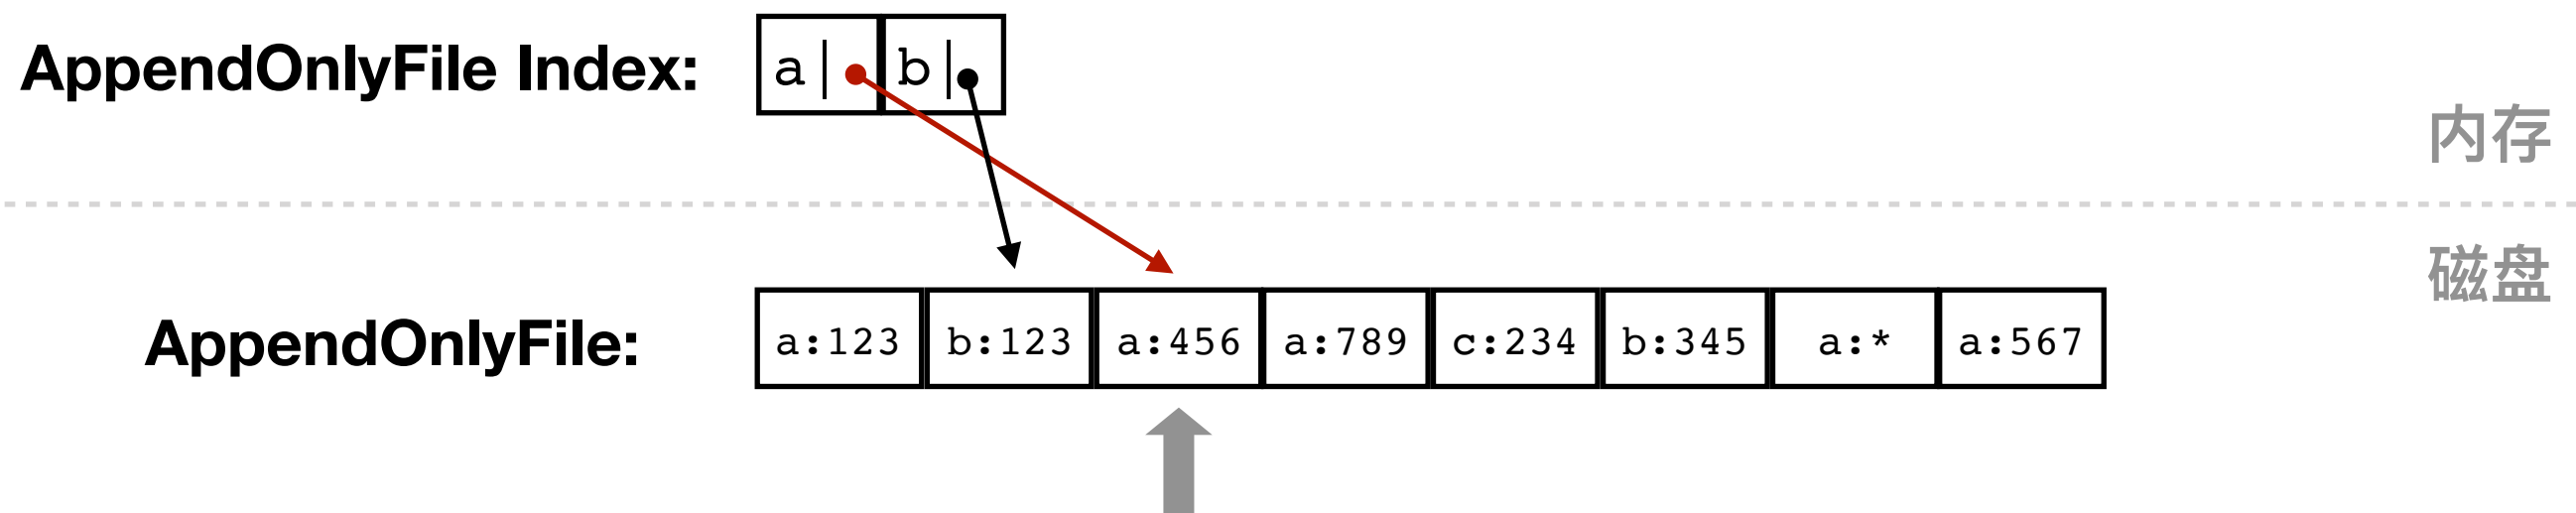 AppendOnlyFile Index: a| b|
内存
磁盘
AppendOnlyFile: a:123 b:123 a:456 a:789 c:234 b:345 a:* a:567